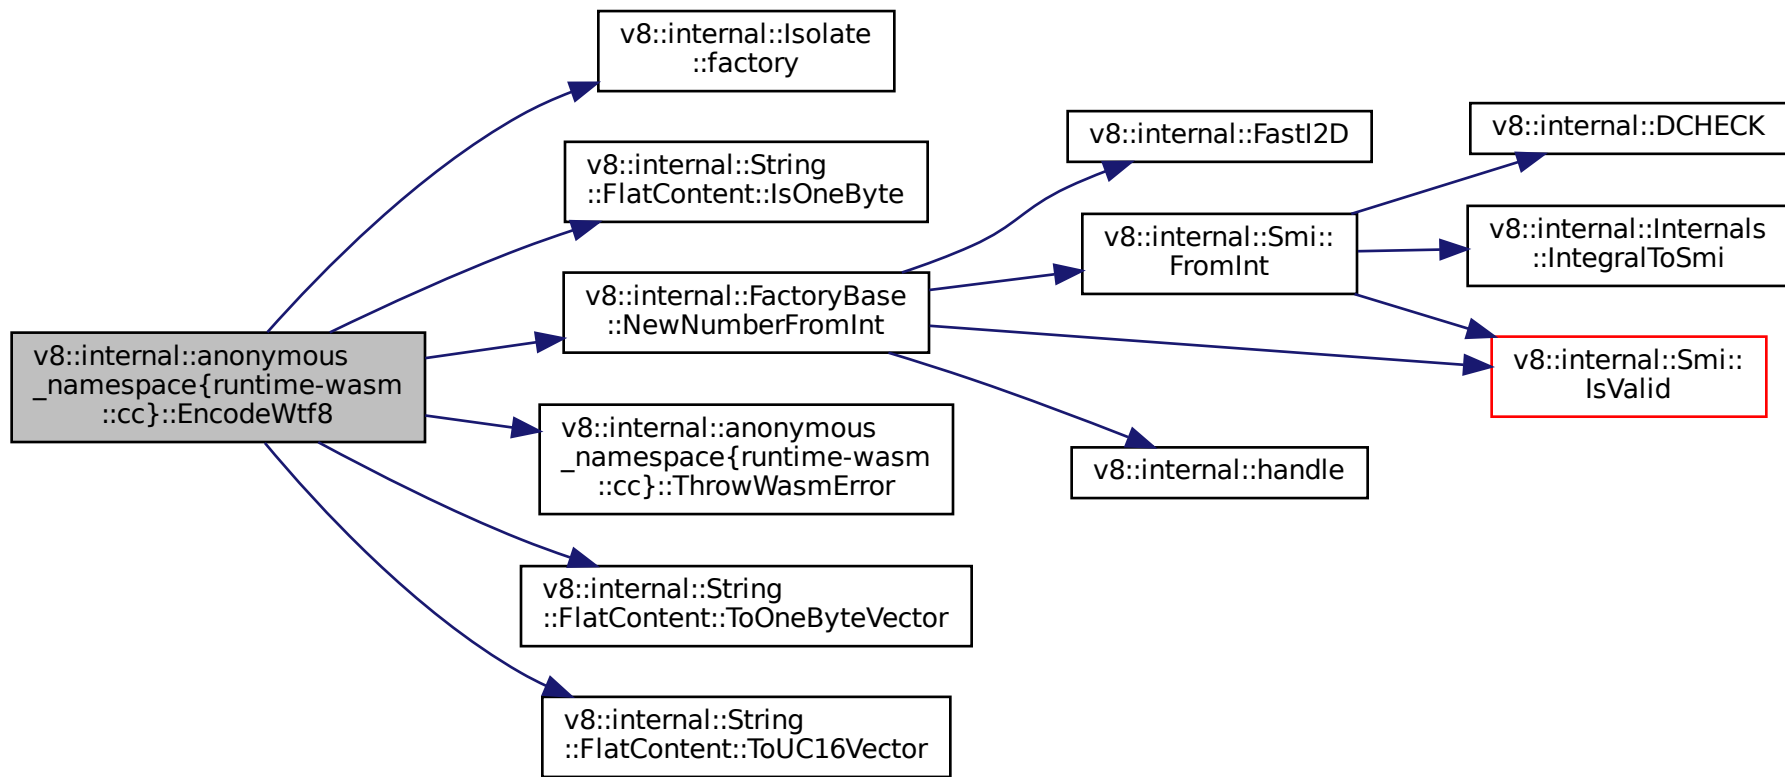 v8::internal::Isolate
::factory
v8::internal::String
::FlatContent::IsOneByte
v8::internal::FactoryBase
::NewNumberFromInt
v8::internal::anonymous
_namespace{runtime-wasm
::cc}::EncodeWtf8
v8::internal::anonymous
_namespace{runtime-wasm
::cc}::ThrowWasmError
v8::internal::String
::FlatContent::ToOneByteVector
v8::internal::String
::FlatContent::ToUC16Vector
v8::internal::FastI2D
v8::internal::Smi::
FromInt
v8::internal::handle
v8::internal::DCHECK
v8::internal::Internals
::IntegralToSmi
v8::internal::Smi::
IsValid